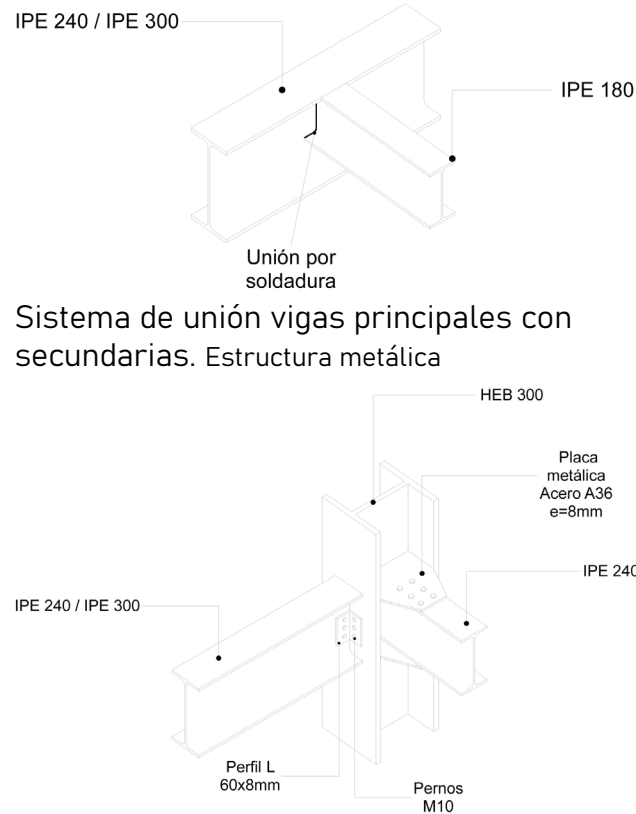 IPE 240 / IPE 300
IPE 180
Unión por
soldadura
Sistema de unión vigas principales con
secundarias. Estructura metálica
HEB 300
Placa
metálica
Acero A36
e=8mm
IPE 240
IPE 240 / IPE 300
Perfil L
60x8mm
Pernos
M10